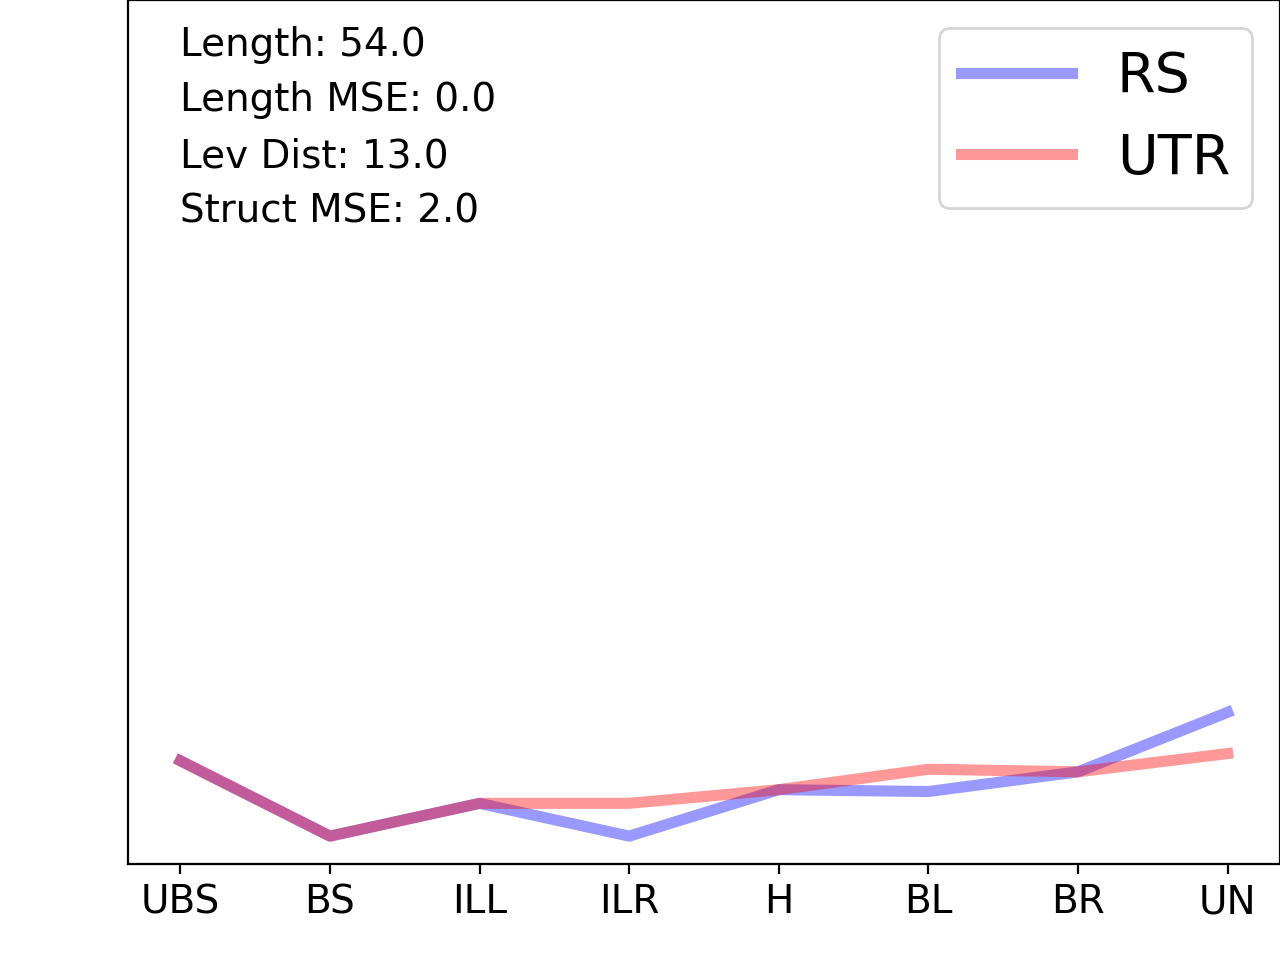 Length: 54.0
Length MSE: 0.0
Lev Dist: 13.0
Struct MSE: 2.0
RS
UTR
UBS BS ILL ILR H BL BR UN